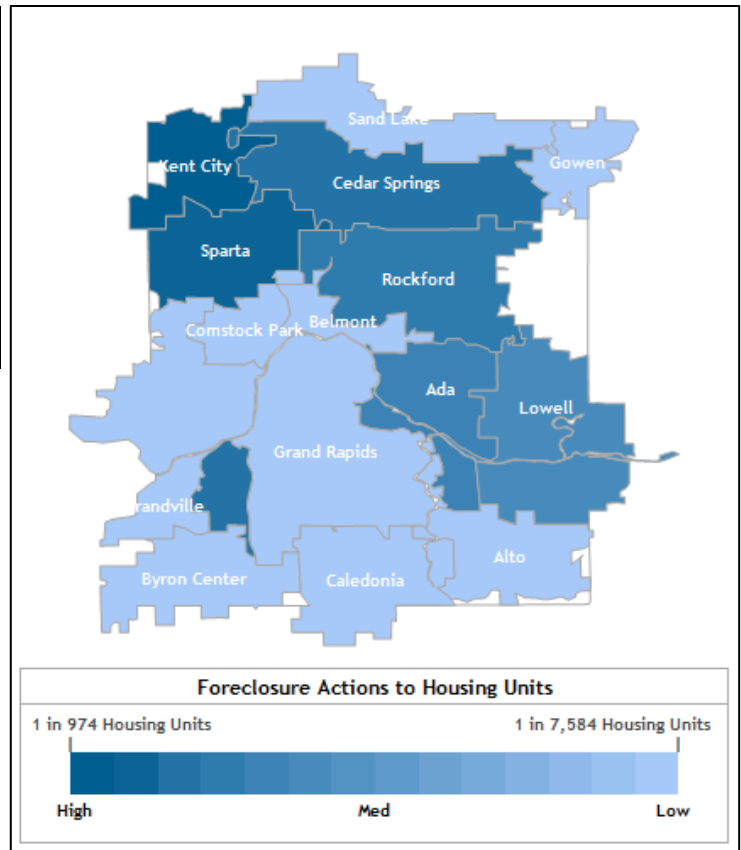 Sand Lake
Kent City
Gowen
Cedar Springs
Sparta
Rockford
Belmont
Comstock Park
Ada
Lowell
Grand Rapids
randville
Alto
Byron Center
Caledonia
Foreclosure Actions to Housing Units
1 in 974 Housing Units 1 in 7,584 Housing Units
High Med Low